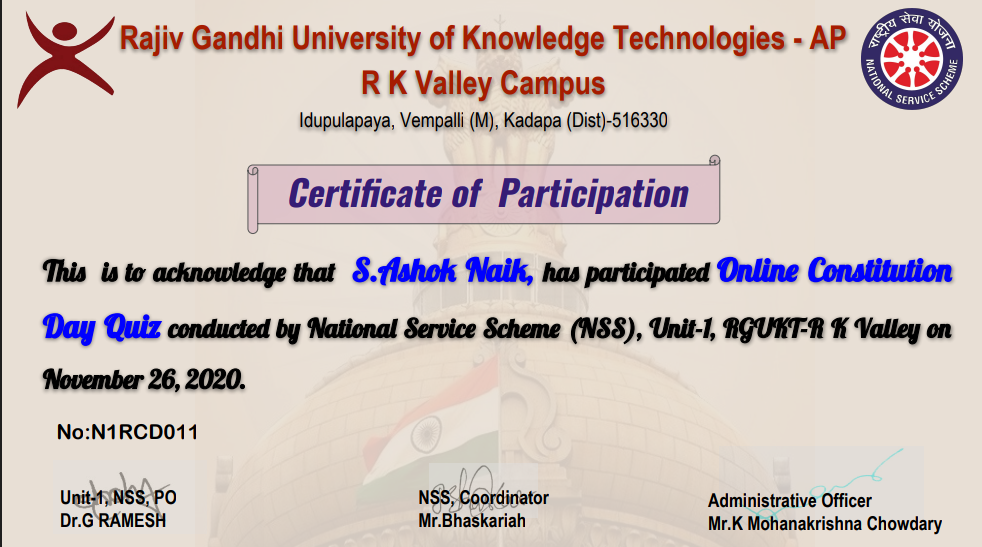 Rajiv Gandhi University of Knowledge Technologies - AP
R K Valley Campus
Idupulapaya, Vempalli (M), Kadapa (Dist)-516330
राष्ट्रीय सेवा योजना
NATIONAL SERVICE SCHEME
Certificate of Participation
This is to acknowledge that S.Ashok Naik, has participated Online Constitution
Day Quiz conducted by National Service Scheme (NSS), Unit-1, RGUKT-R K Valley on
November 26, 2020.
No:N1RCD011
Unit-1, NSS, PO
Dr.G RAMESH
NSS, Coordinator
Mr.Bhaskariah
Administrative Officer
Mr.K Mohanakrishna Chowdary